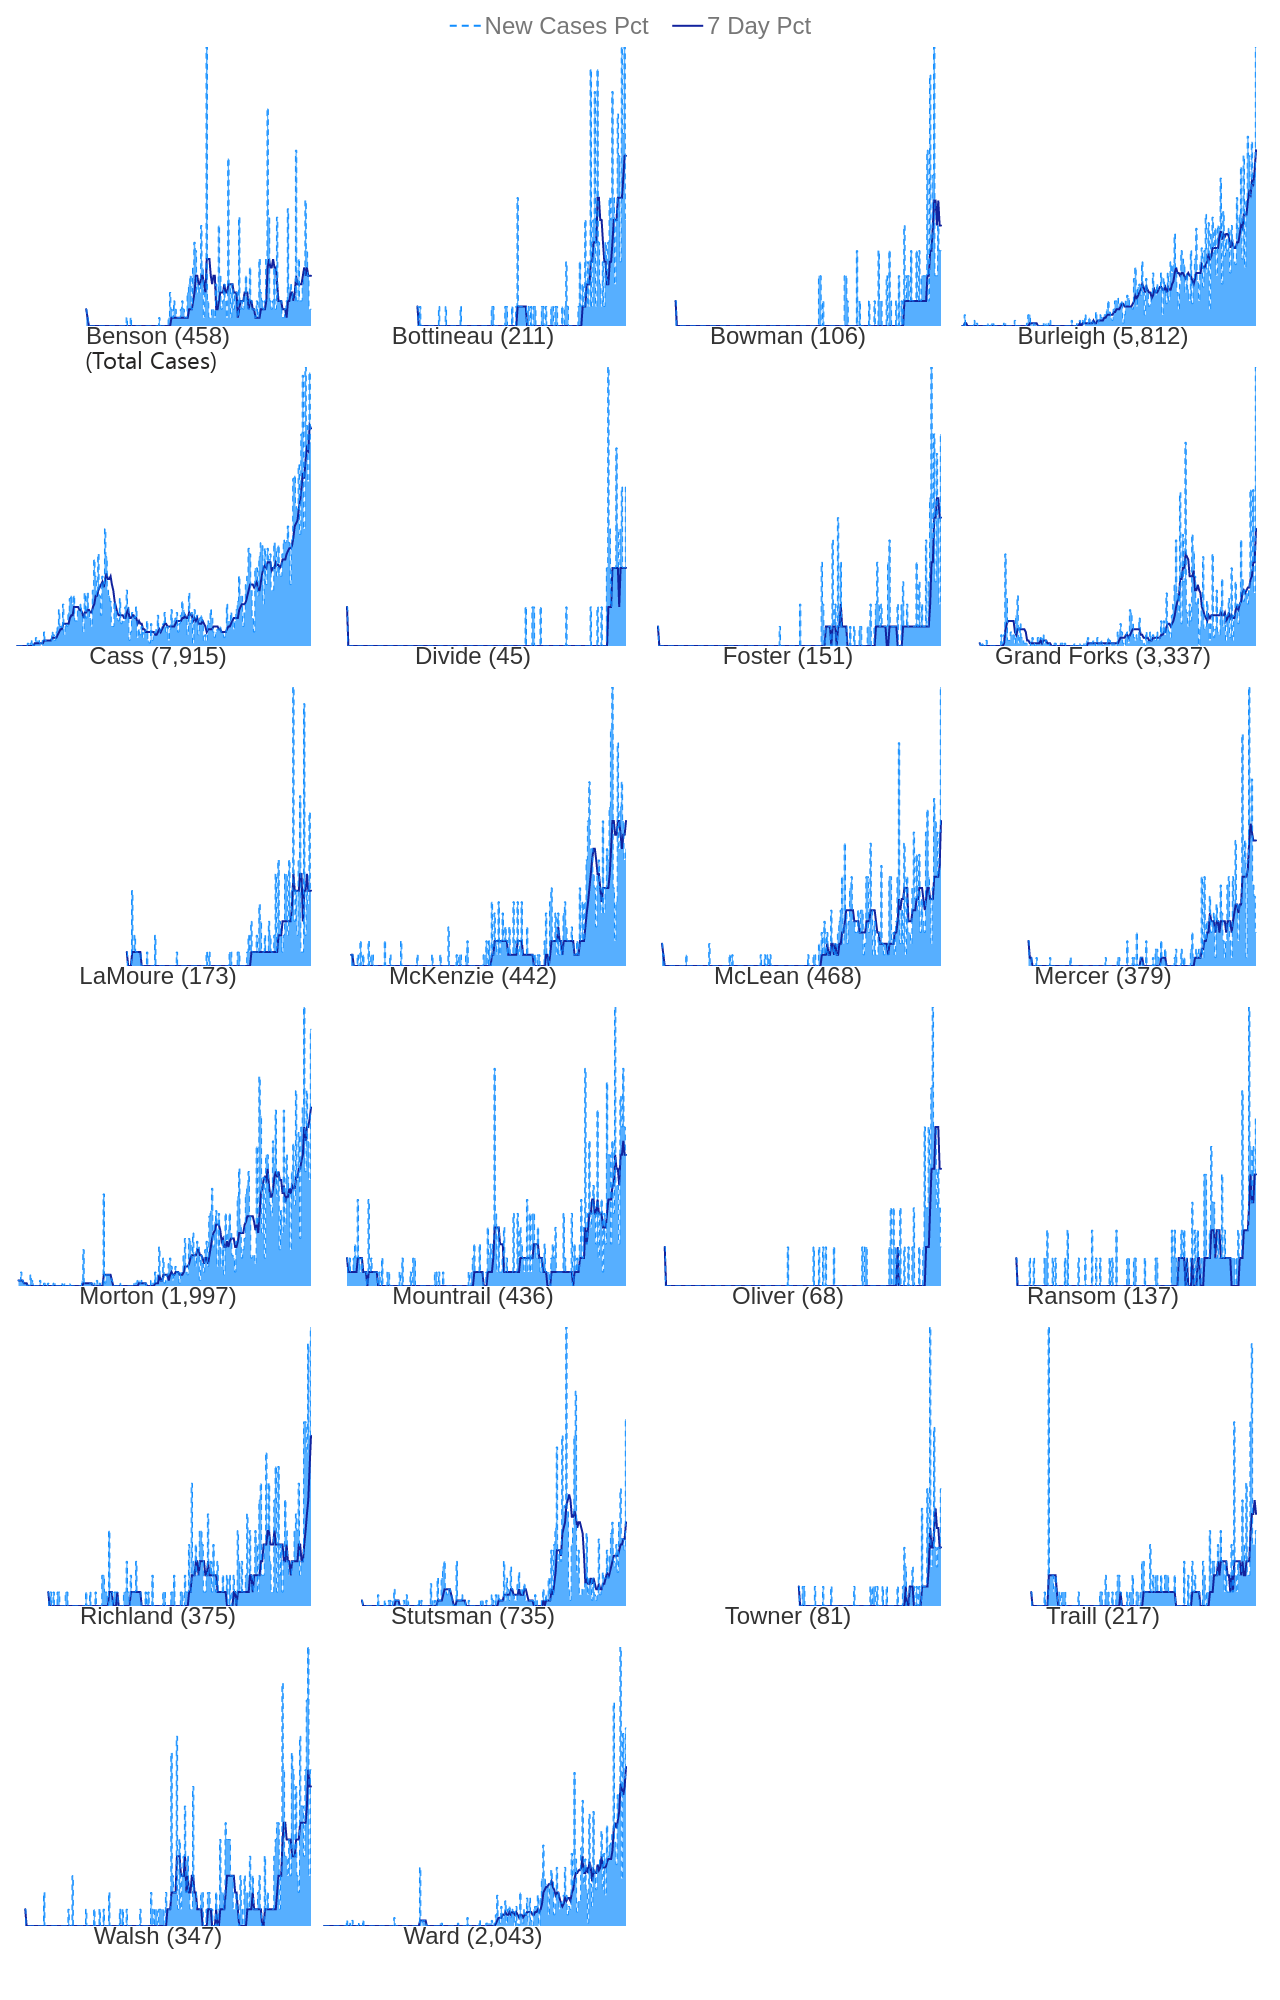 New Cases Pct 7 Day Pct
Benson (458) Bottineau (211) Bowman (106) Burleigh (5,812)
(Total Cases)
Cass (7,915) Divide (45) Foster (151) Grand Forks (3,337)
LaMoure (173) McKenzie (442) McLean (468) Mercer (379)
Morton (1,997) Mountrail (436) Oliver (68) Ransom (137)
Richland (375) Stutsman (735) Towner (81) Traill (217)
Walsh (347) Ward (2,043)